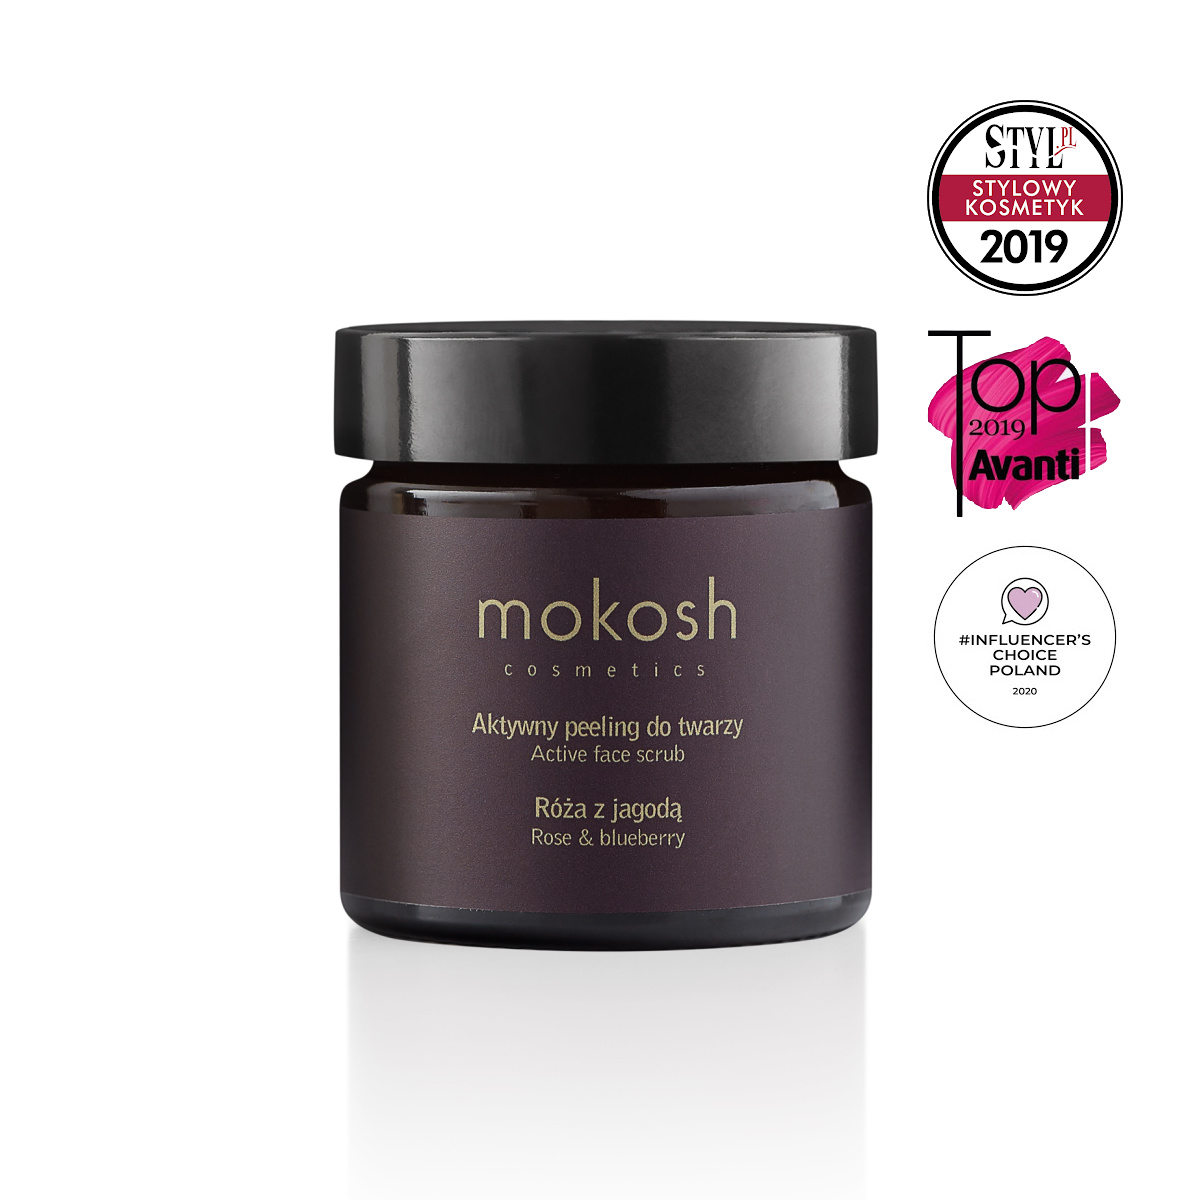 mokosh
cosmetics
Aktywny peeling do twarzy
Active face scrub
Róża z jagodą
Rose & blueberry
STYL.PL
STYLOWY
KOSMETYK
2019
Top
2019
Avanti
#INFLUENCER'S
CHOICE
POLAND
2020